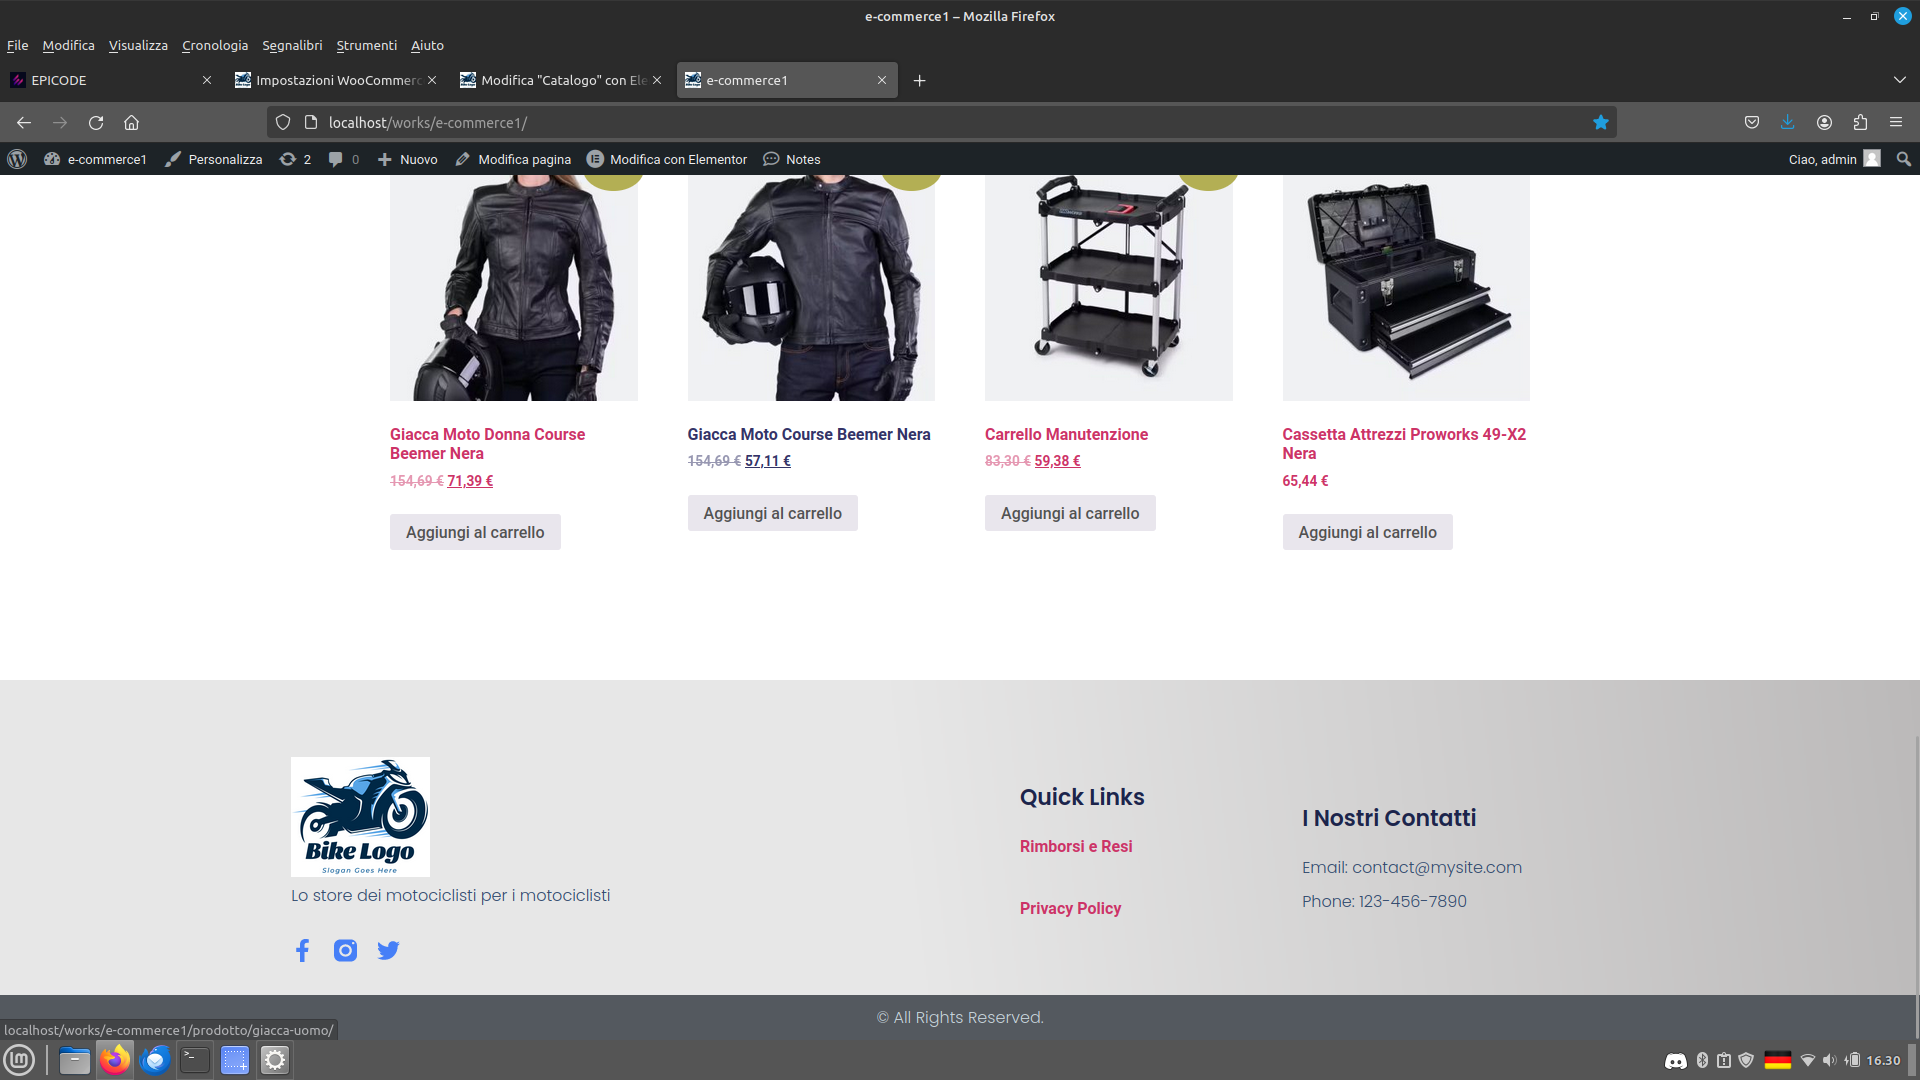 e-commerce1 – Mozilla Firefox
File Modifica Visualizza Cronologia Segnalibri Strumenti Aiuto
EPICODE
Impostazioni WooCommerc
Modifica "Catalogo" con Ele
e-commerce1
localhost/works/e-commerce1/
e-commerce1 Personalizza 2 0 Nuovo Modifica pagina Modifica con Elementor Notes
Ciao, admin
Giacca Moto Donna Course
Beemer Nera
154,69 € 71,39 €
Aggiungi al carrello
Giacca Moto Course Beemer Nera
154,69 € 57,11 €
Aggiungi al carrello
Carrello Manutenzione
83,30 € 59,38 €
Aggiungi al carrello
Cassetta Attrezzi Proworks 49-X2
Nera
65,44 €
Aggiungi al carrello
Bike Logo
Slogan Goes Here
Lo store dei motociclisti per i motociclisti
Quick Links
Rimborsi e Resi
Privacy Policy
I Nostri Contatti
Email: contact@mysite.com
Phone: 123-456-7890
© All Rights Reserved.
localhost/works/e-commerce1/prodotto/giacca-uomo/
16.30